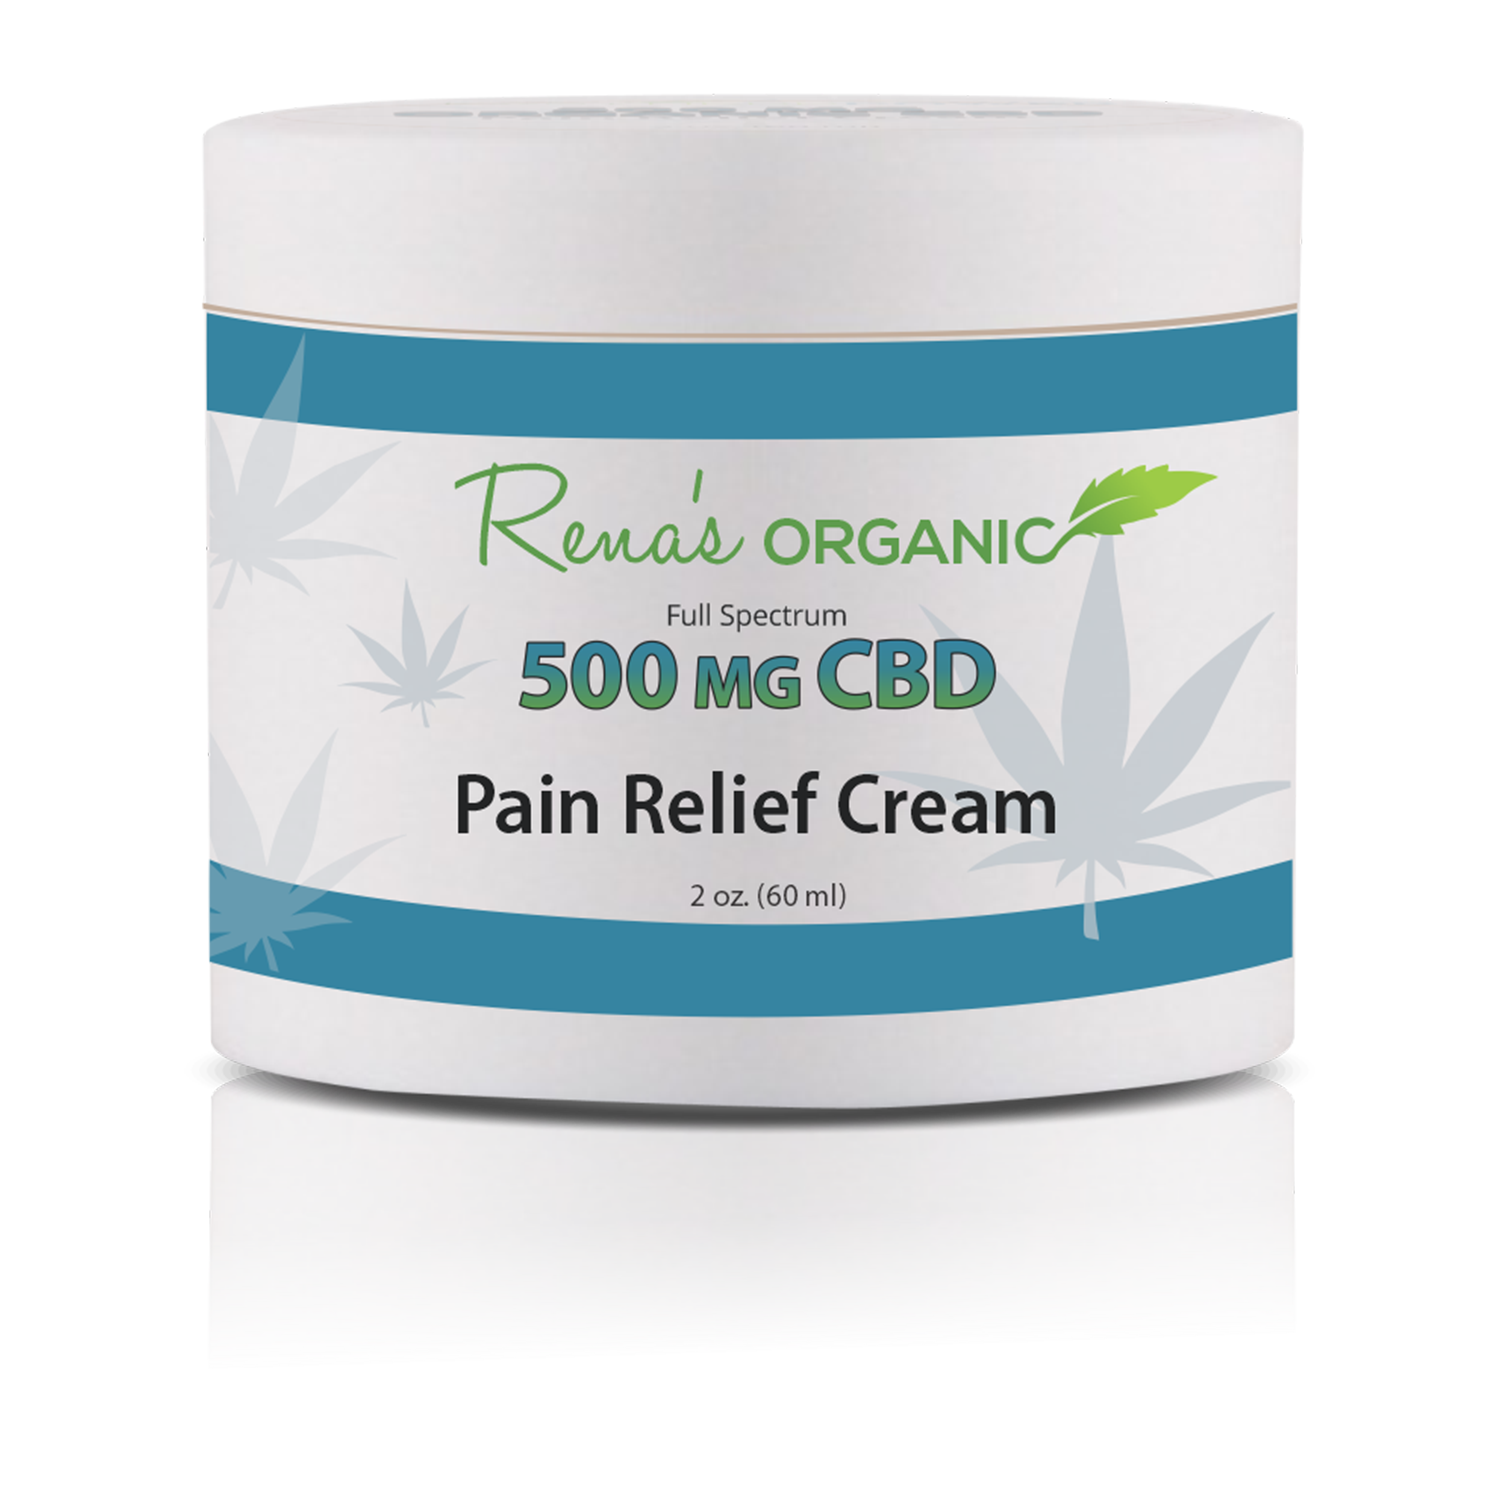 Rena's ORGANIC
Full Spectrum
500 MG CBD
Pain Relief Cream
2 oz. (60 ml)